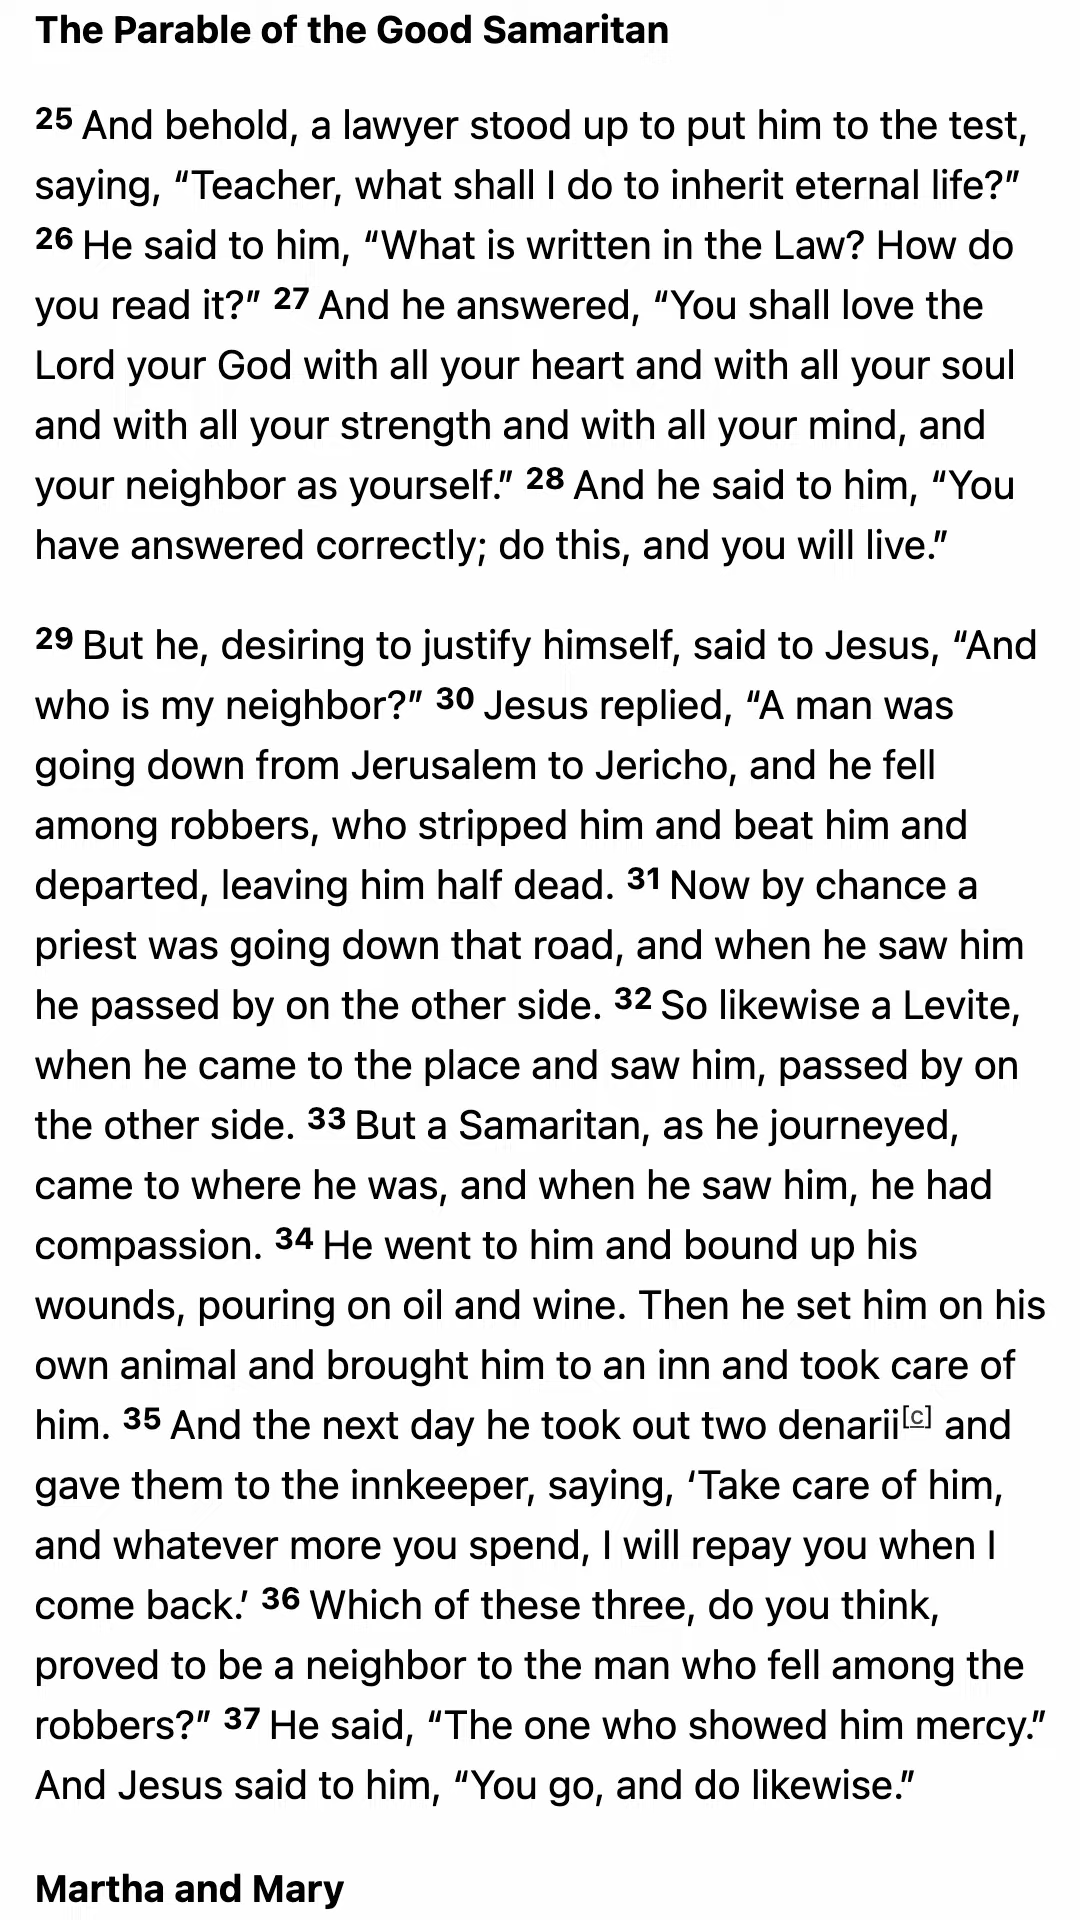 The Parable of the Good Samaritan
25 And behold, a lawyer stood up to put him to the test,
saying, “Teacher, what shall I do to inherit eternal life?”
26 He said to him, “What is written in the Law? How do
you read it?” 27 And he answered, “You shall love the
Lord your God with all your heart and with all your soul
and with all your strength and with all your mind, and
your neighbor as yourself.” 28 And he said to him, “You
have answered correctly; do this, and you will live.”
29 But he, desiring to justify himself, said to Jesus, “And
who is my neighbor?” 30 Jesus replied, “A man was
going down from Jerusalem to Jericho, and he fell
among robbers, who stripped him and beat him and
departed, leaving him half dead. 31 Now by chance a
priest was going down that road, and when he saw him
he passed by on the other side. 32 So likewise a Levite,
when he came to the place and saw him, passed by on
the other side. 33 But a Samaritan, as he journeyed,
came to where he was, and when he saw him, he had
compassion. 34 He went to him and bound up his
wounds, pouring on oil and wine. Then he set him on his
own animal and brought him to an inn and took care of
him. 35 And the next day he took out two denarii[c] and
gave them to the innkeeper, saying, ‘Take care of him,
and whatever more you spend, I will repay you when I
come back.’ 36 Which of these three, do you think,
proved to be a neighbor to the man who fell among the
robbers?” 37 He said, “The one who showed him mercy.”
And Jesus said to him, “You go, and do likewise.”
Martha and Mary